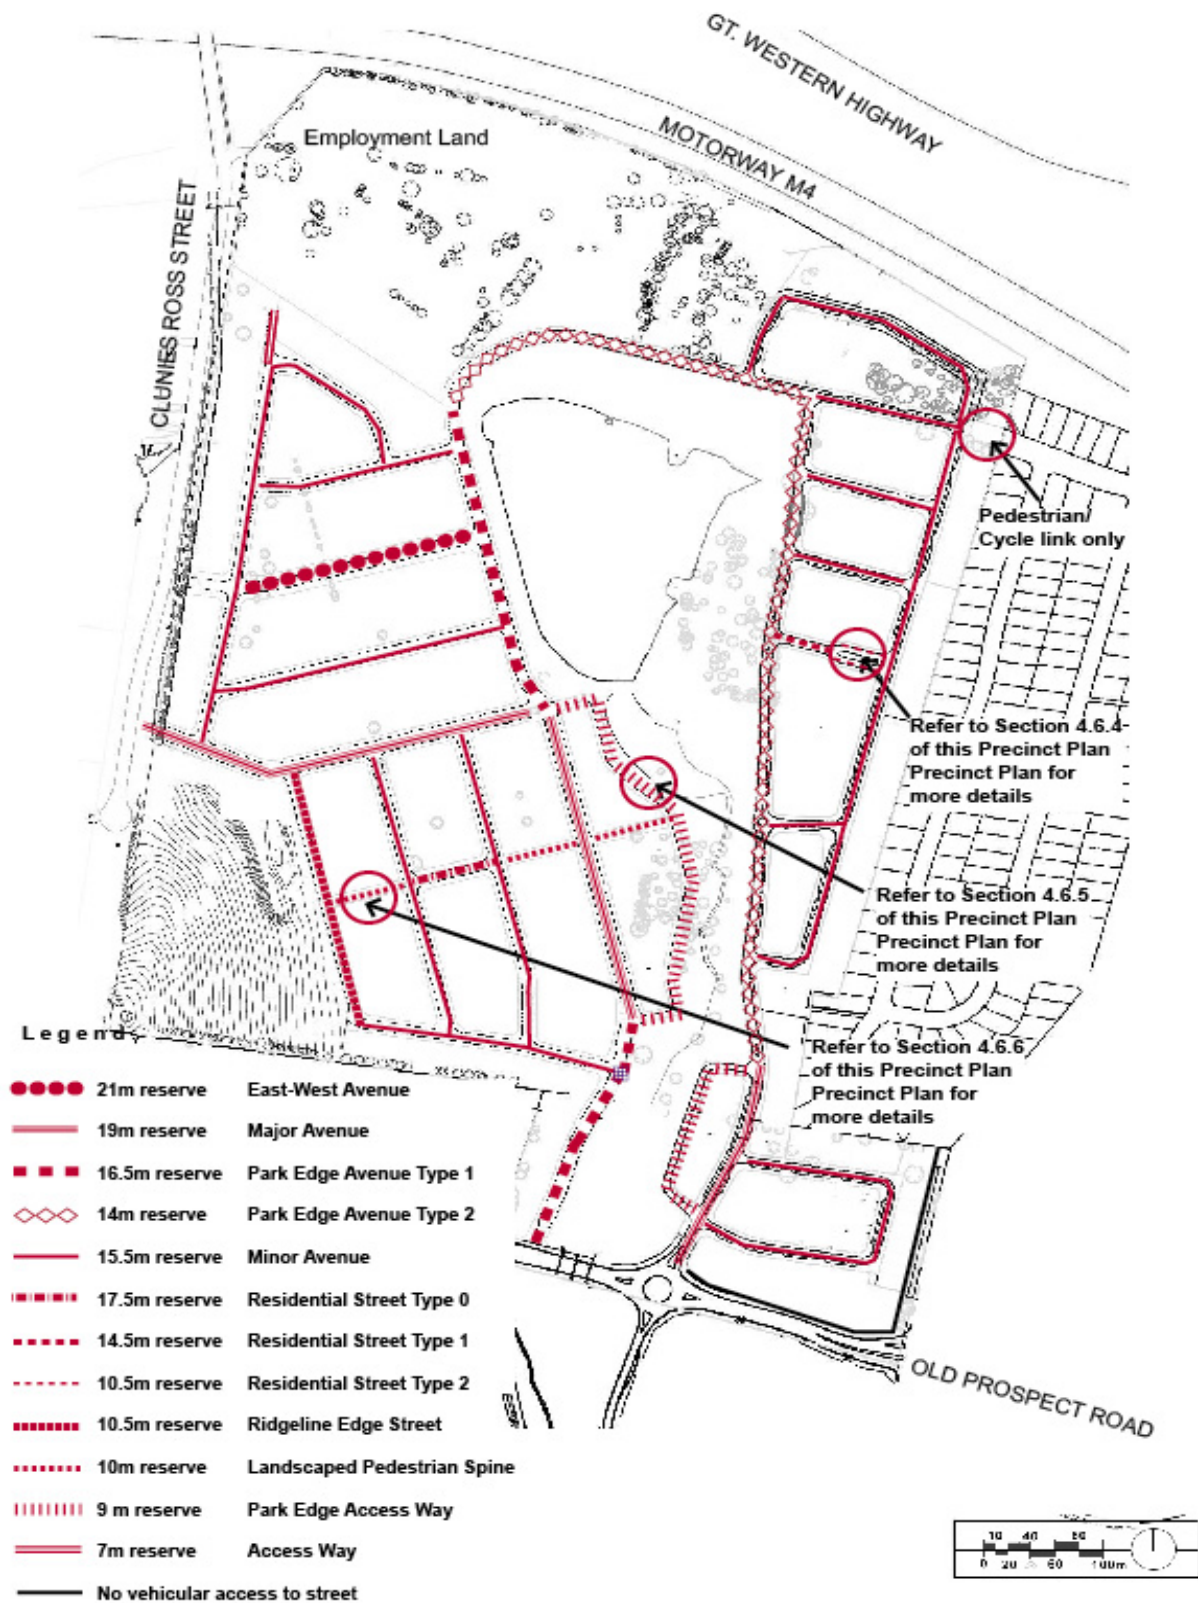 GT. WESTERN HIGHWAY
MOTORWAY M4
Employment Land
CLUNIES ROSS STREET
Pedestrian/
Cycle link only
Refer to Section 4.6.4
of this Precinct Plan
Precinct Plan for
more details
Refer to Section 4.6.5
of this Precinct Plan
Precinct Plan for
more details
Refer to Section 4.6.6
of this Precinct Plan
Precinct Plan for
more details
OLD PROSPECT ROAD
Legend
21m reserve East-West Avenue
19m reserve Major Avenue
16.5m reserve Park Edge Avenue Type 1
14m reserve Park Edge Avenue Type 2
15.5m reserve Minor Avenue
17.5m reserve Residential Street Type 0
14.5m reserve Residential Street Type 1
10.5m reserve Residential Street Type 2
10.5m reserve Ridgeline Edge Street
10m reserve Landscaped Pedestrian Spine
9 m reserve Park Edge Access Way
7m reserve Access Way
No vehicular access to street
10 40 80
0 20 60 100m